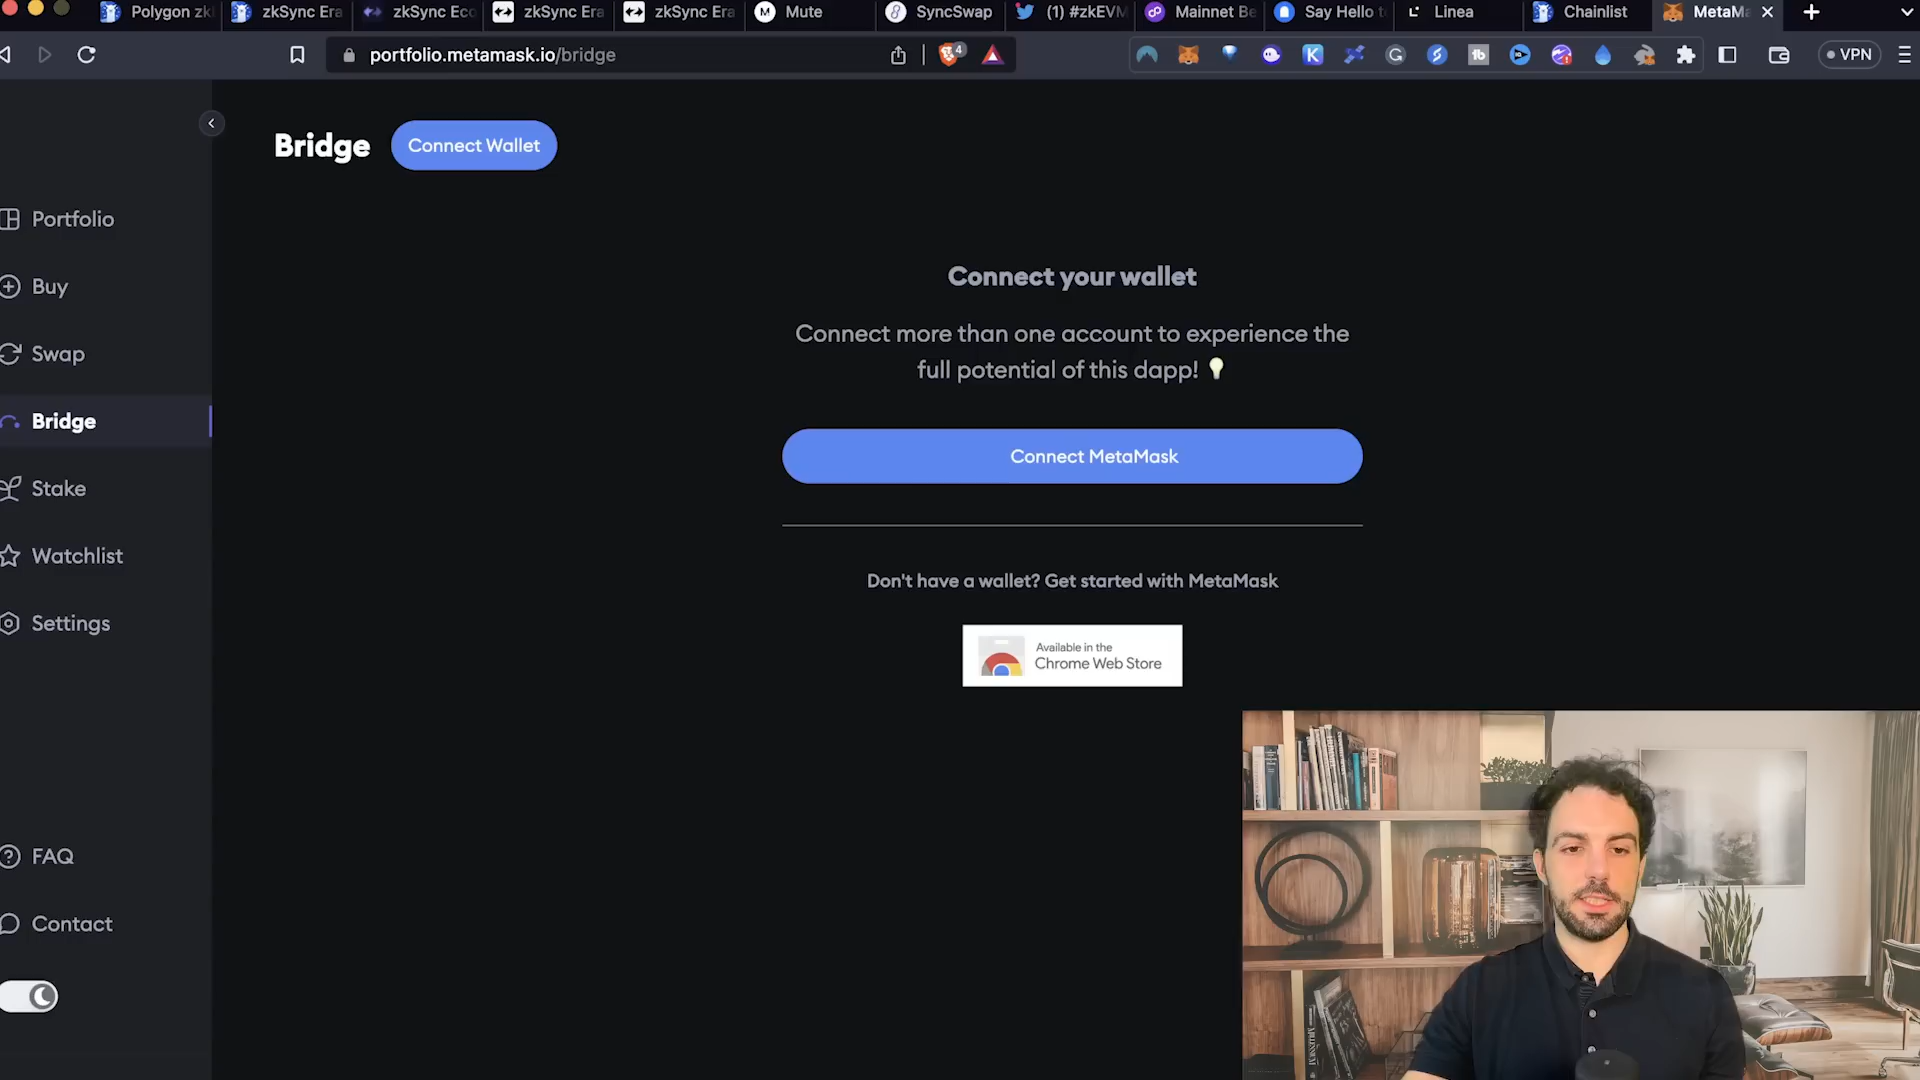 Polygon zk
zkSync Era
zkSync Eco
zkSync Era
zkSync Era
Mute
SyncSwap
(1) #zkEVM
Mainnet Be
Say Hello to
Linea
Chainlist
MetaMa
portfolio.metamask.io/bridge
4
VPN
Bridge
Connect Wallet
Portfolio
Buy
Swap
Bridge
Stake
Watchlist
Settings
FAQ
Contact
Connect your wallet
Connect more than one account to experience the
full potential of this dapp! 💡
Connect MetaMask
Don't have a wallet? Get started with MetaMask
Available in the
Chrome Web Store